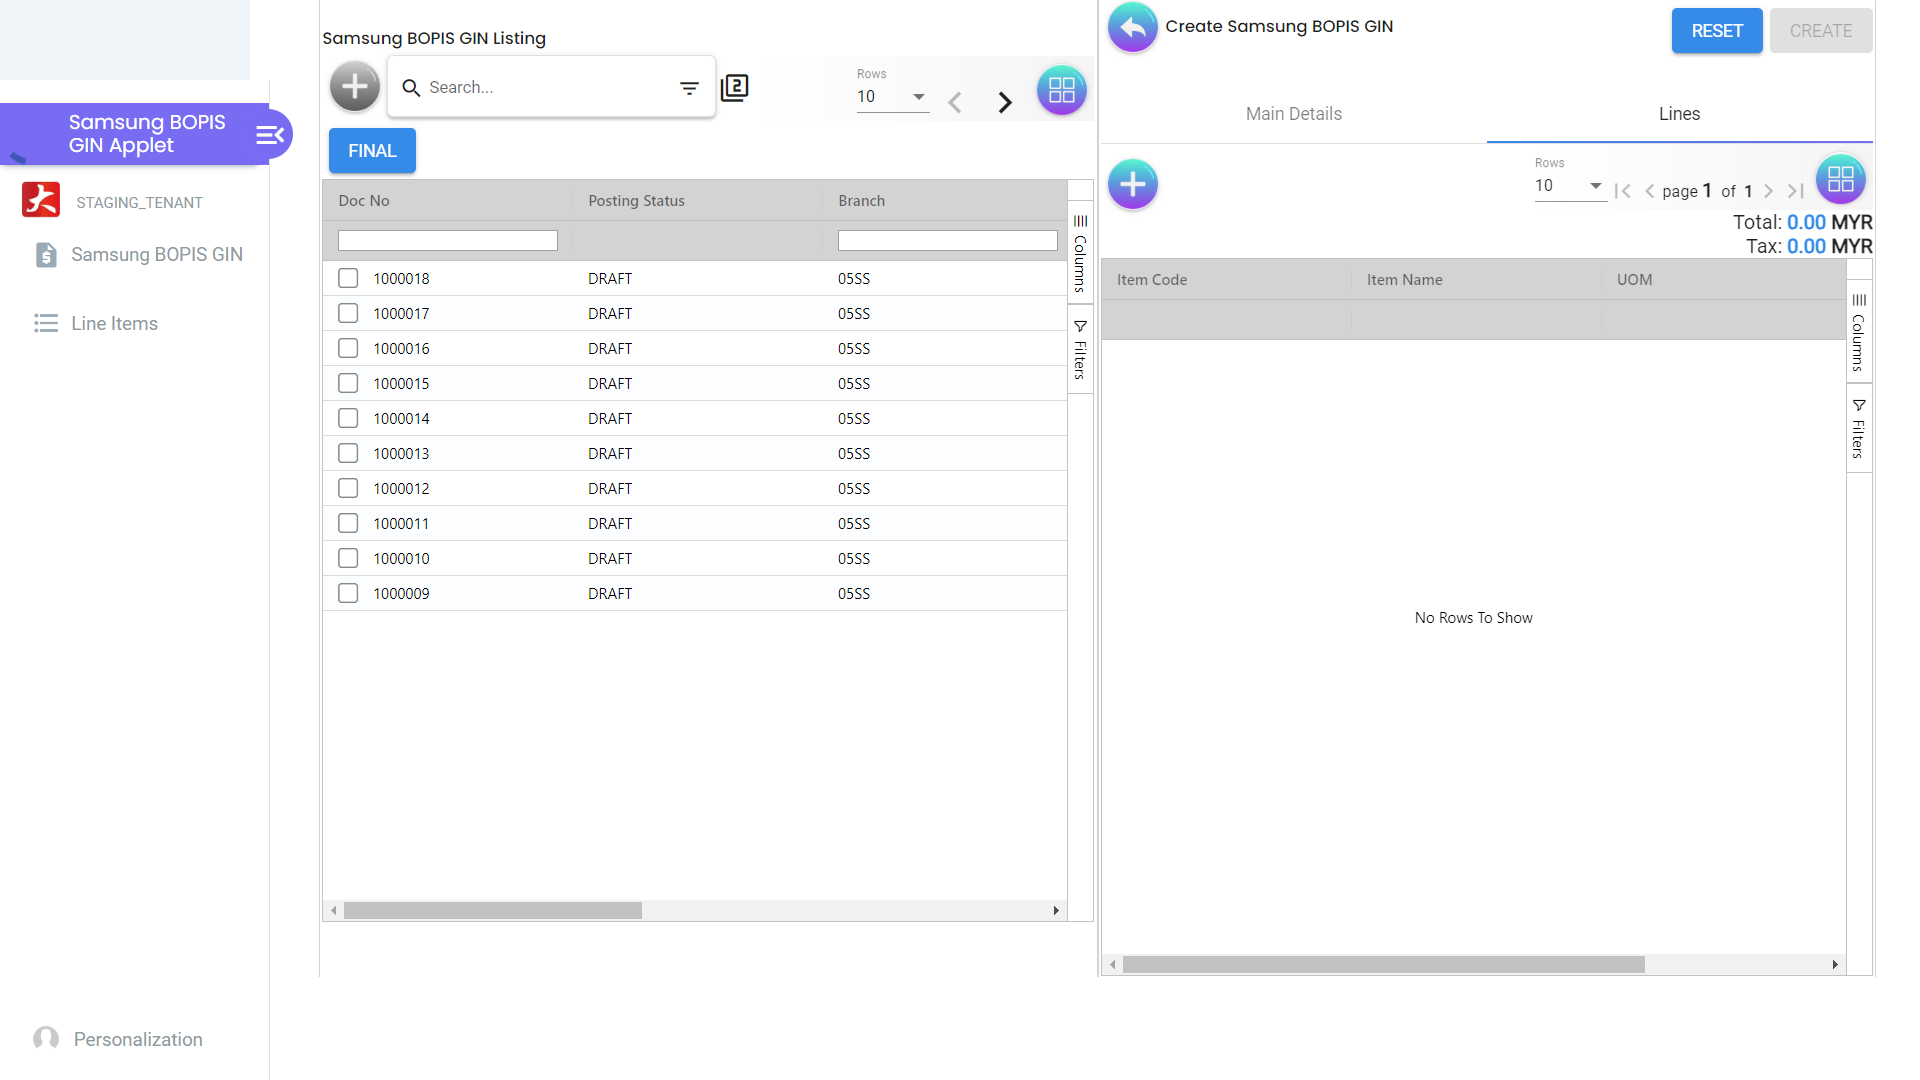 Samsung BOPIS
GIN Applet
STAGING_TENANT
Samsung BOPIS GIN
Line Items
Personalization
Samsung BOPIS GIN Listing
Search...
2
Rows
10
FINAL
Doc No Posting Status Branch
1000018 DRAFT 05SS
1000017 DRAFT 05SS
1000016 DRAFT 05SS
1000015 DRAFT 05SS
1000014 DRAFT 05SS
1000013 DRAFT 05SS
1000012 DRAFT 05SS
1000011 DRAFT 05SS
1000010 DRAFT 05SS
1000009 DRAFT 05SS
Columns
Filters
Create Samsung BOPIS GIN
RESET CREATE
Main Details Lines
Rows
10
page 1 of 1
Total: 0.00 MYR
Tax: 0.00 MYR
Item Code Item Name UOM
No Rows To Show
Columns
Filters